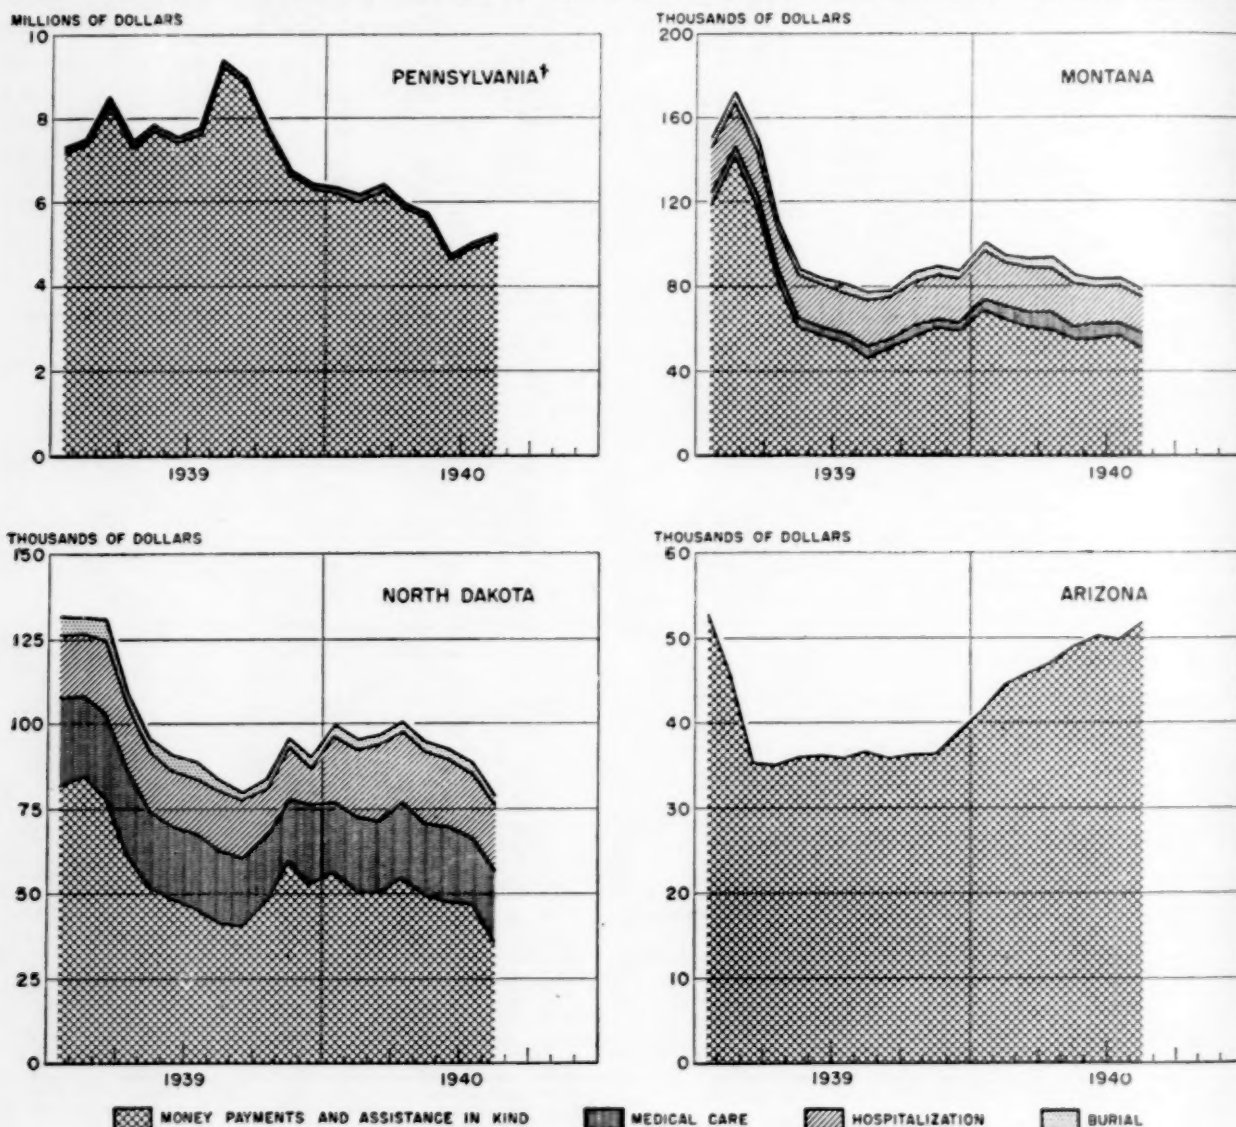 MILLIONS OF DOLLARS
10
8
6
4
2
0
PENNSYLVANIA†
1939
1940
THOUSANDS OF DOLLARS
200
160
120
80
40
0
MONTANA
1939
1940
THOUSANDS OF DOLLARS
150
125
100
75
50
25
0
NORTH DAKOTA
1939
1940
THOUSANDS OF DOLLARS
60
50
40
30
20
10
0
ARIZONA
1939
1940
MONEY PAYMENTS AND ASSISTANCE IN KIND
MEDICAL CARE
HOSPITALIZATION
BURIAL